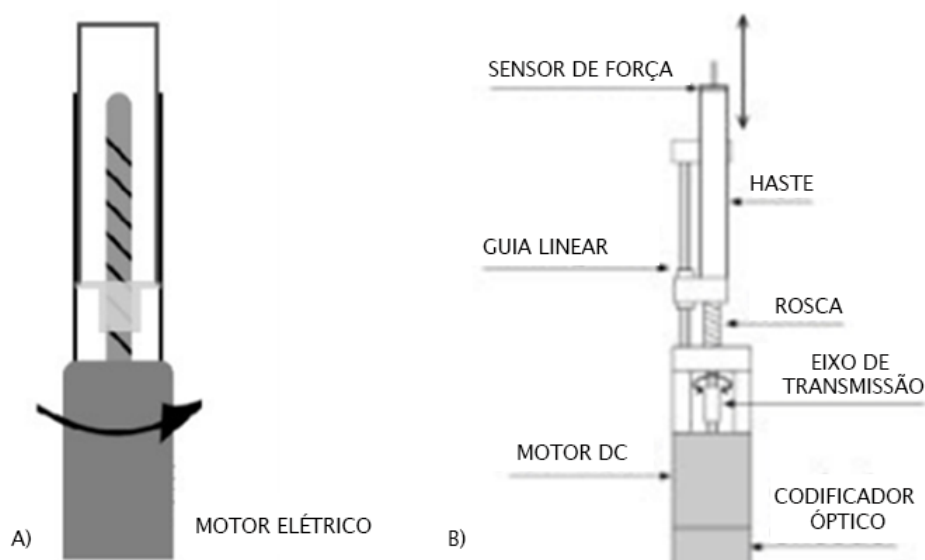 SENSOR DE FORÇA
HASTE
GUIA LINEAR
ROSCA
EIXO DE
TRANSMISSÃO
MOTOR DC
CODIFICADOR
ÓPTICO
MOTOR ELÉTRICO
A)
B)